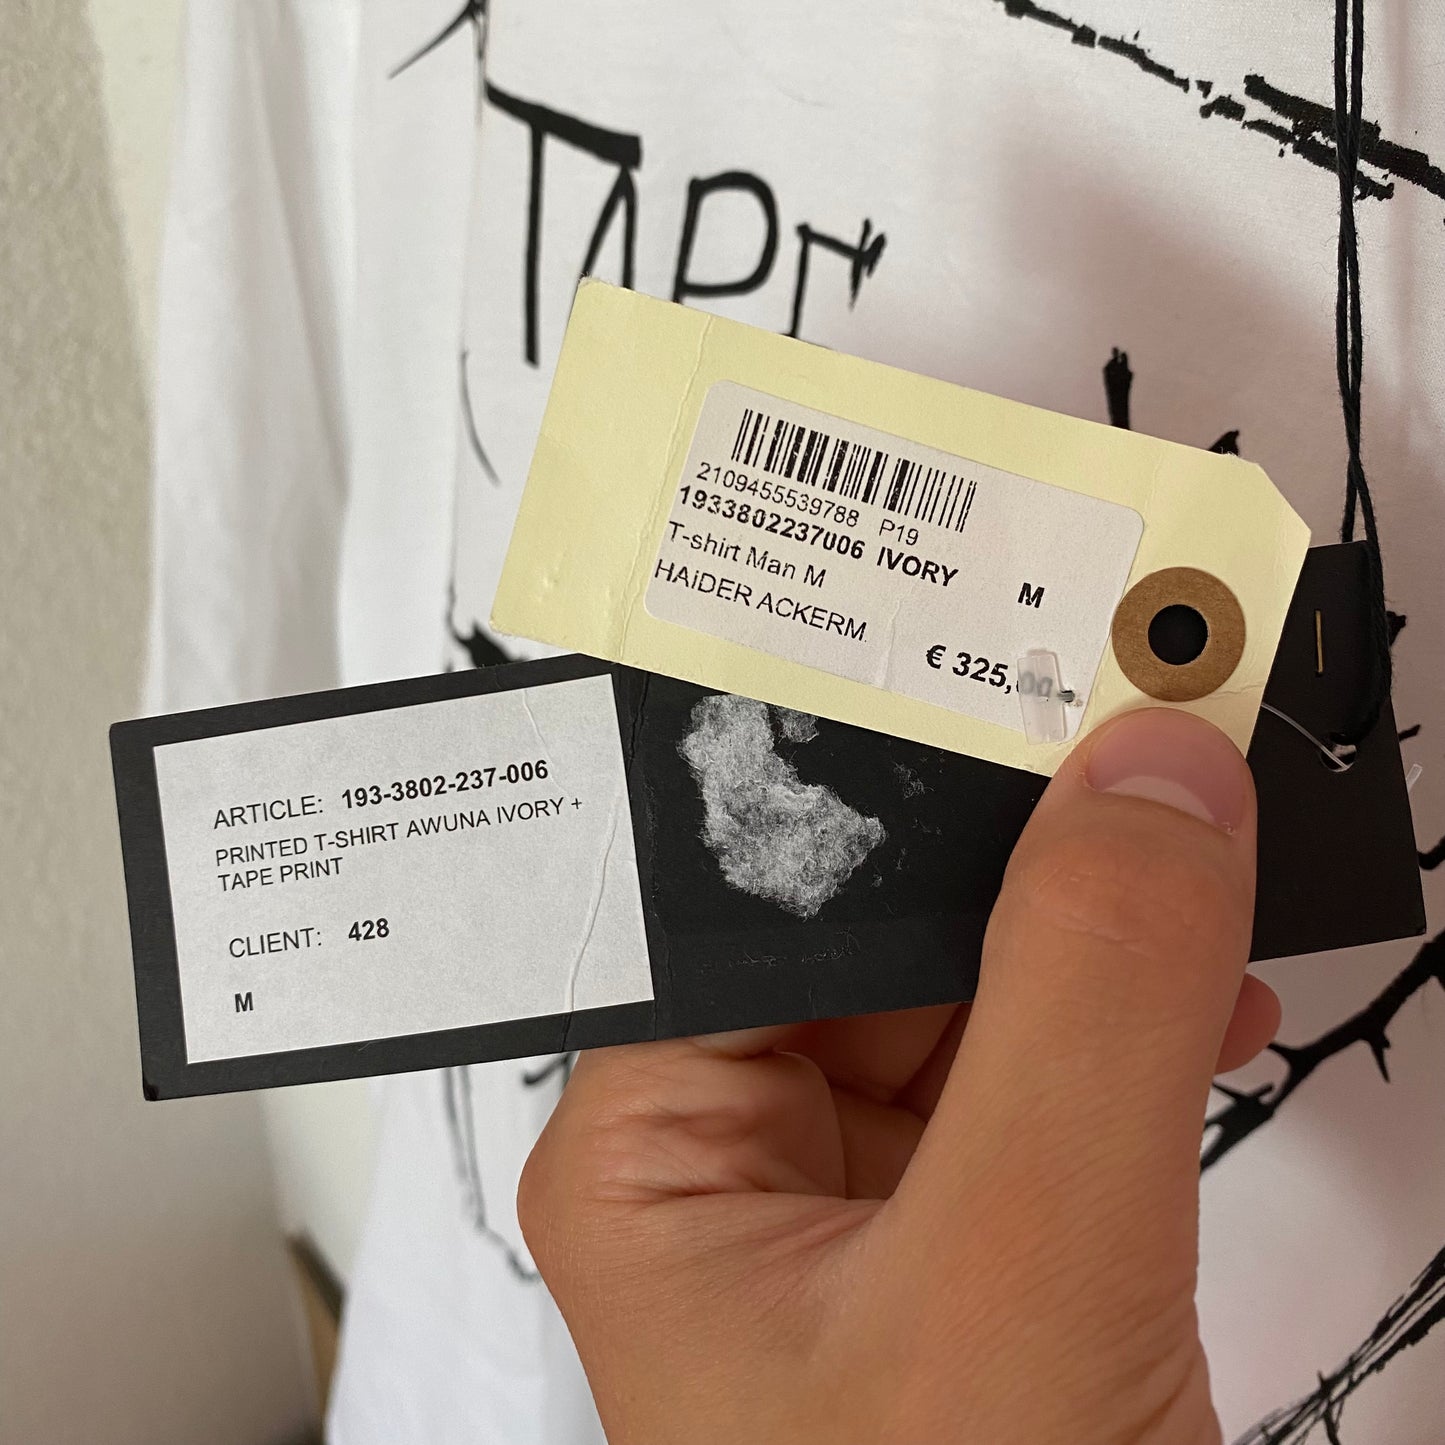 TAPE
2109455539788 P19
1933802237006 IVORY M
T-shirt Man M
HAIDER ACKERM.
€ 325,00
ARTICLE: 193-3802-237-006
PRINTED T-SHIRT AWUNA IVORY +
TAPE PRINT
CLIENT: 428
M